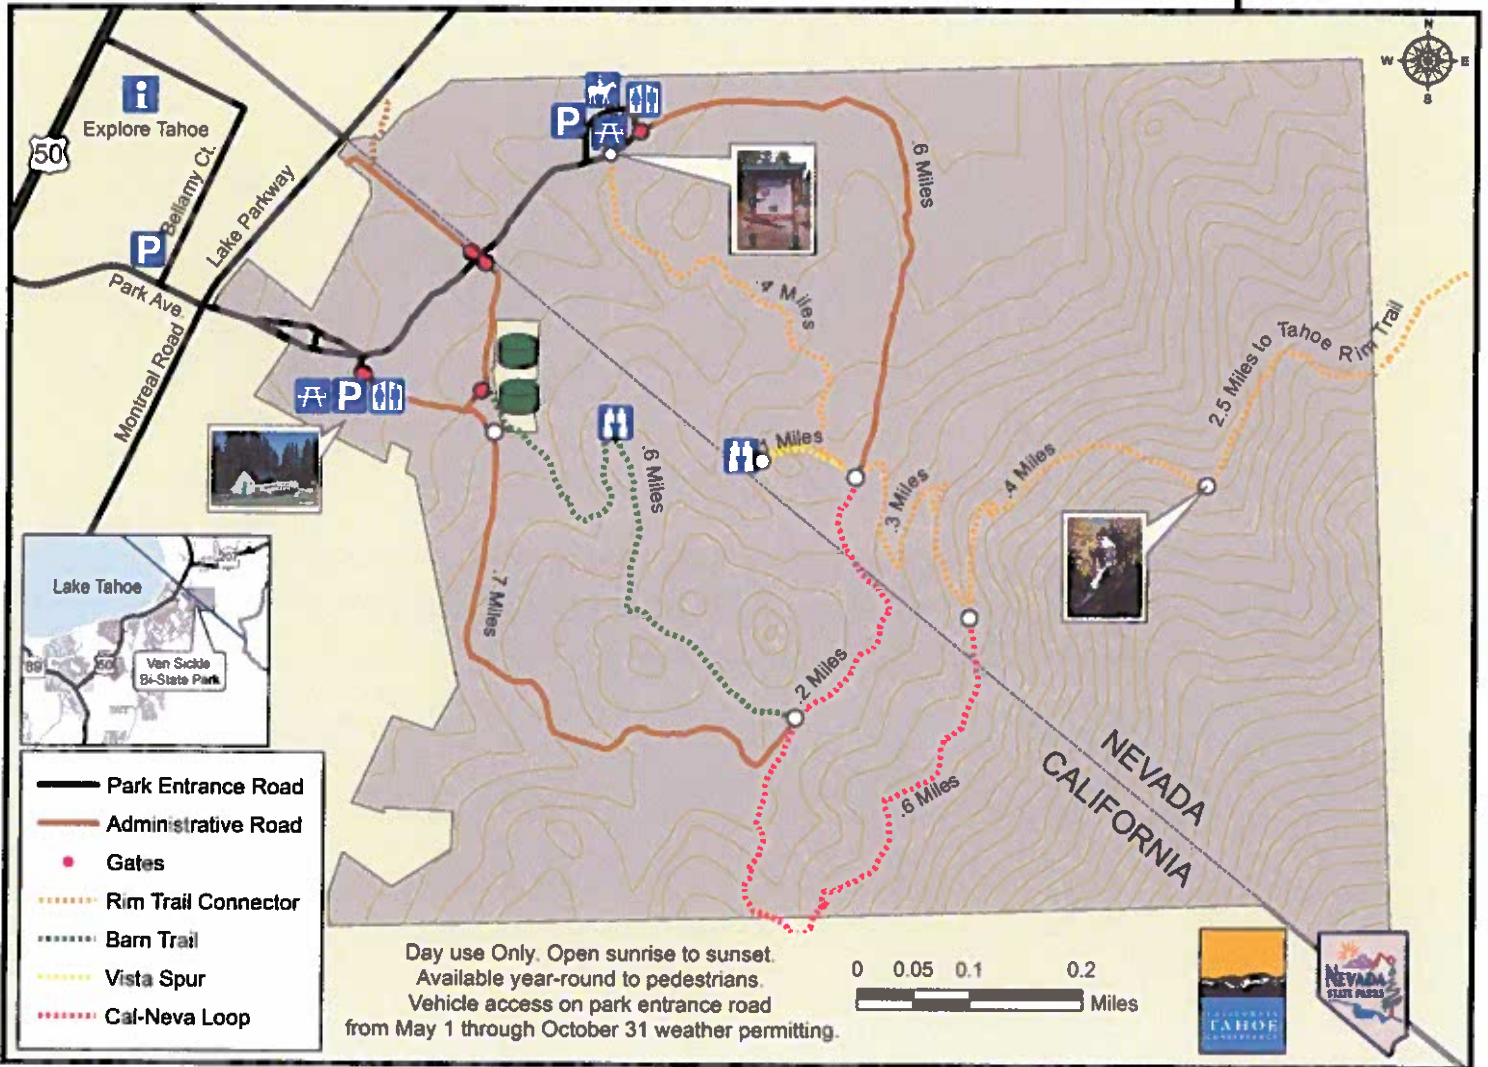 N
W E
S
i
Explore Tahoe
50
Bellamy Ct.
Lake Parkway
P
P
Park Ave.
Montreal Road
P
.6 Miles
.4 Miles
.1 Miles
.3 Miles
.4 Miles
2.5 Miles to Tahoe Rim Trail
.6 Miles
.7 Miles
.2 Miles
.6 Miles
NEVADA
CALIFORNIA
Lake Tahoe
207
50
89
Van Sickle
Bi-State Park
Park Entrance Road
Administrative Road
Gates
Rim Trail Connector
Barn Trail
Vista Spur
Cal-Neva Loop
Day use Only. Open sunrise to sunset.
Available year-round to pedestrians.
Vehicle access on park entrance road
from May 1 through October 31 weather permitting.
0 0.05 0.1 0.2
Miles
CALIFORNIA
TAHOE
CONSERVANCY
NEVADA
STATE PARKS